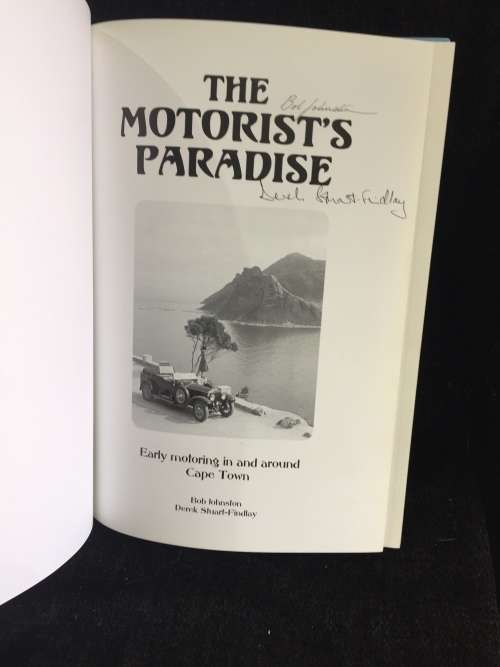 THE
Bob Johnston
MOTORIST'S
PARADISE
Derek Stuart-Findlay
Early motoring in and around
Cape Town
Bob Johnston
Derek Stuart-Findlay